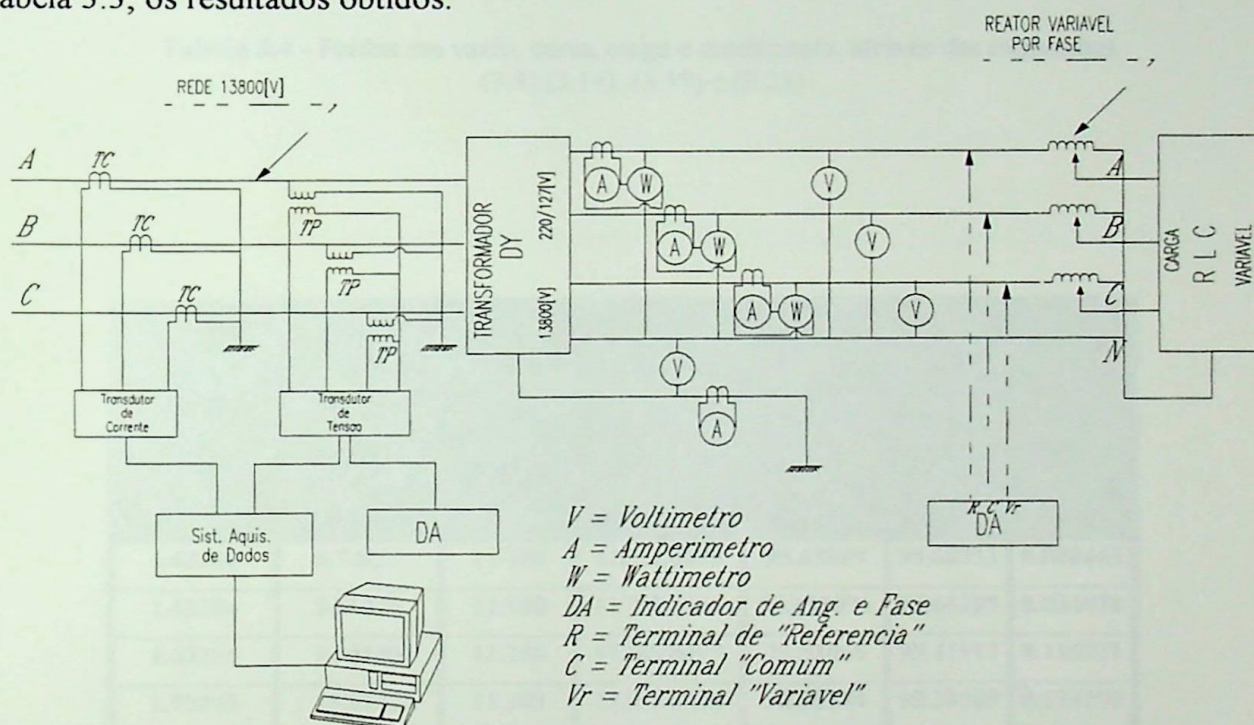 abela 5.3, os resultados obtidos.
REATOR VARIAVEL
POR FASE
REDE 13800[V]
A
TC
B
TC
C
TC
TP
TP
TP
TRANSFORMADOR
DY
13800[V]
220/127[V]
A
W
V
A
W
V
A
W
V
V
A
A
B
C
N
CARGA
R L C
VARIAVEL
Transdutor
de
Corrente
Transdutor
de
Tensao
Sist. Aquis.
de Dados
DA
R C Vr
DA
V = Voltimetro
A = Amperimetro
W = Wattimetro
DA = Indicador de Ang. e Fase
R = Terminal de "Referencia"
C = Terminal "Comum"
Vr = Terminal "Variavel"